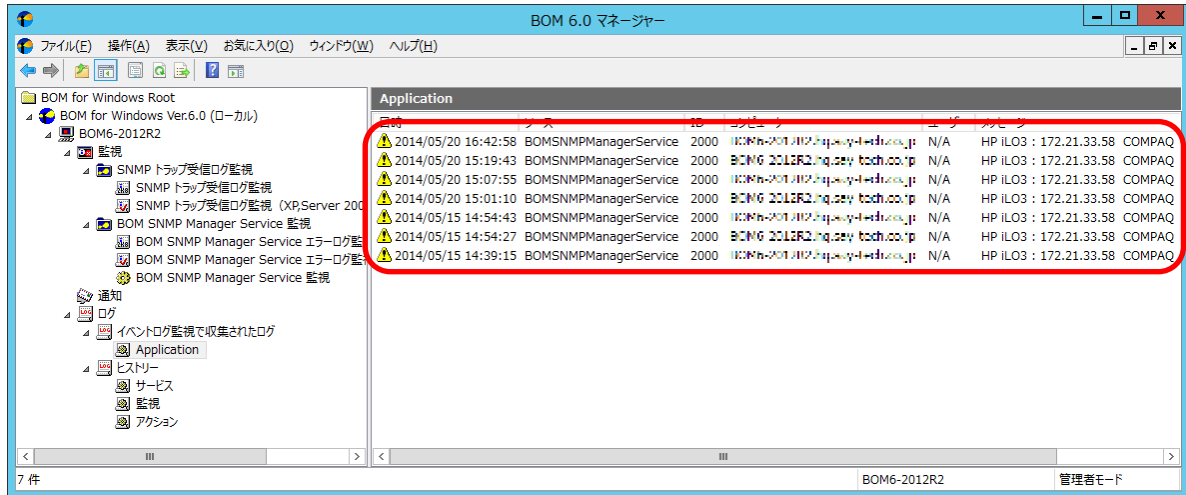 BOM 6.0 マネージャー
ファイル(F) 操作(A) 表示(V) お気に入り(O) ウィンドウ(W) ヘルプ(H)
BOM for Windows Root
BOM for Windows Ver.6.0 (ローカル)
BOM6-2012R2
監視
SNMP トラップ受信ログ監視
SNMP トラップ受信ログ監視
SNMP トラップ受信ログ監視 (XP,Server 200
BOM SNMP Manager Service 監視
BOM SNMP Manager Service エラーログ監
BOM SNMP Manager Service エラーログ監
BOM SNMP Manager Service 監視
通知
ログ
イベントログ監視で収集されたログ
Application
ヒストリー
サービス
監視
アクション
Application
日時 ソース ID コンピューター ユーザー メッセージ
2014/05/20 16:42:58 BOMSNMPManagerService 2000 N/A HP iLO3 : 172.21.33.58 COMPAQ
2014/05/20 15:19:43 BOMSNMPManagerService 2000 N/A HP iLO3 : 172.21.33.58 COMPAQ
2014/05/20 15:07:55 BOMSNMPManagerService 2000 N/A HP iLO3 : 172.21.33.58 COMPAQ
2014/05/20 15:01:10 BOMSNMPManagerService 2000 N/A HP iLO3 : 172.21.33.58 COMPAQ
2014/05/15 14:54:43 BOMSNMPManagerService 2000 N/A HP iLO3 : 172.21.33.58 COMPAQ
2014/05/15 14:54:27 BOMSNMPManagerService 2000 N/A HP iLO3 : 172.21.33.58 COMPAQ
2014/05/15 14:39:15 BOMSNMPManagerService 2000 N/A HP iLO3 : 172.21.33.58 COMPAQ
7 件 BOM6-2012R2 管理者モード